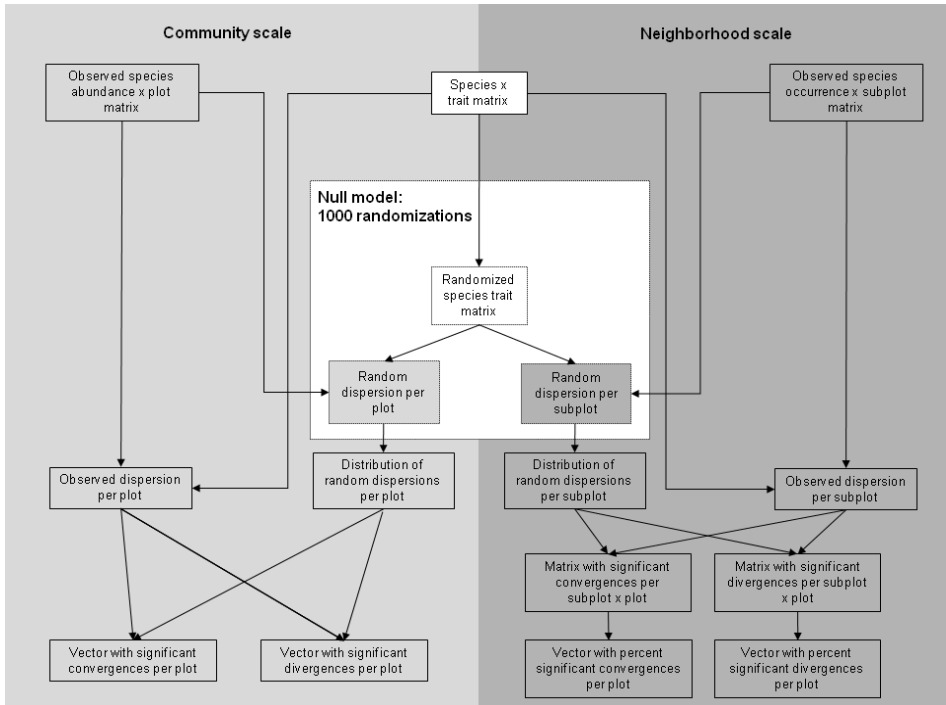 Community scale
Neighborhood scale
Observed species
abundance x plot
matrix
Species x
trait matrix
Observed species
occurrence x subplot
matrix
Null model:
1000 randomizations
Randomized
species trait
matrix
Random
dispersion per
plot
Random
dispersion per
subplot
Observed dispersion
per plot
Distribution of
random dispersions
per plot
Distribution of
random dispersions
per subplot
Observed dispersion
per subplot
Matrix with significant
convergences per
subplot x plot
Matrix with significant
divergences per subplot
x plot
Vector with significant
convergences per plot
Vector with significant
divergences per plot
Vector with percent
significant convergences
per plot
Vector with percent
significant divergences
per plot